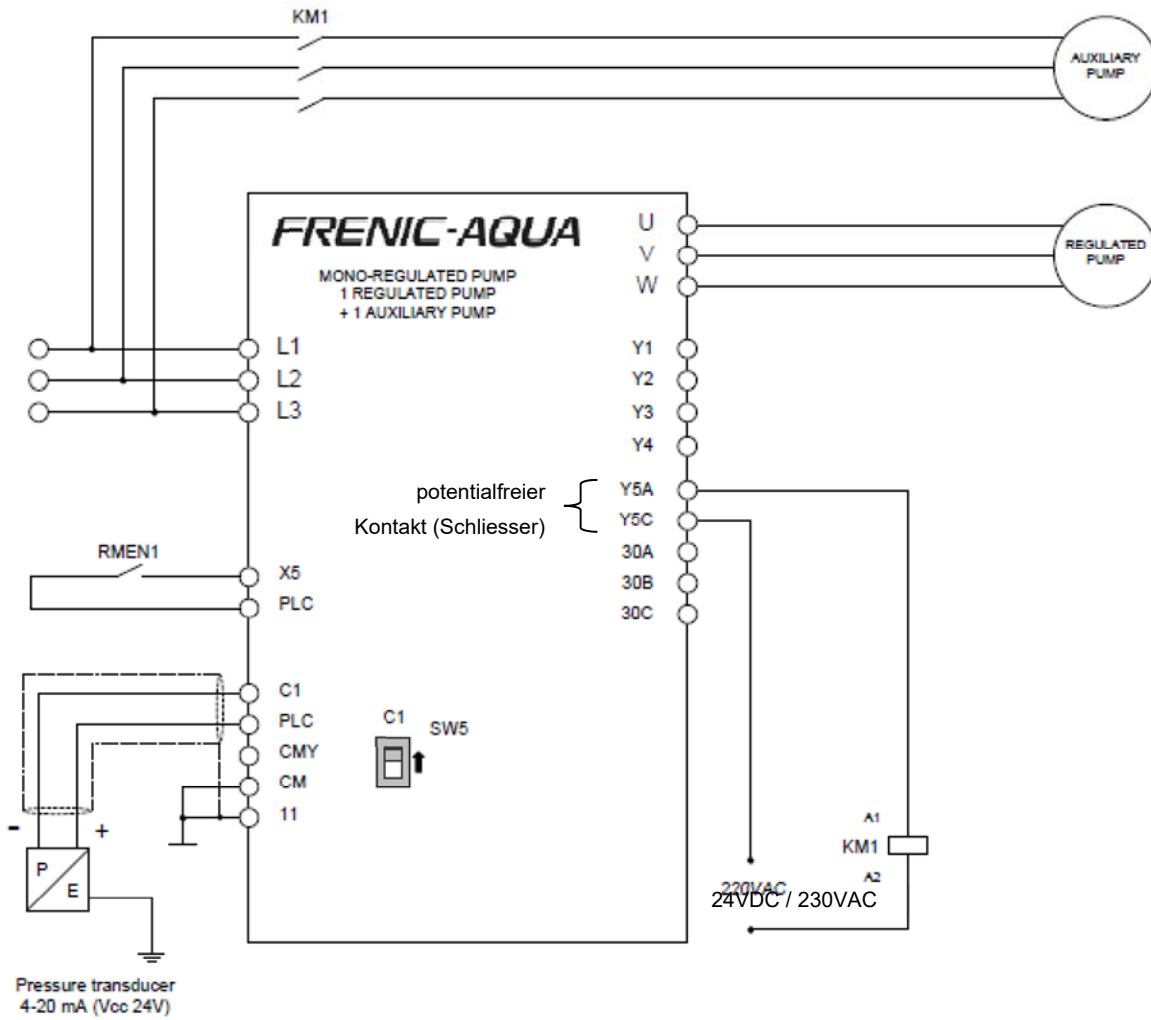 KM1
AUXILIARY
PUMP
FRENIC-AQUA
MONO-REGULATED PUMP
1 REGULATED PUMP
+ 1 AUXILIARY PUMP
U
V
W
REGULATED
PUMP
L1
L2
L3
Y1
Y2
Y3
Y4
potentialfreier
Kontakt (Schliesser)
Y5A
Y5C
30A
30B
30C
RMEN1
X5
PLC
C1
PLC
CMY
CM
11
C1
SW5
-
+
P
E
A1
KM1
A2
220VAC
24VDC / 230VAC
Pressure transducer
4-20 mA (Vcc 24V)